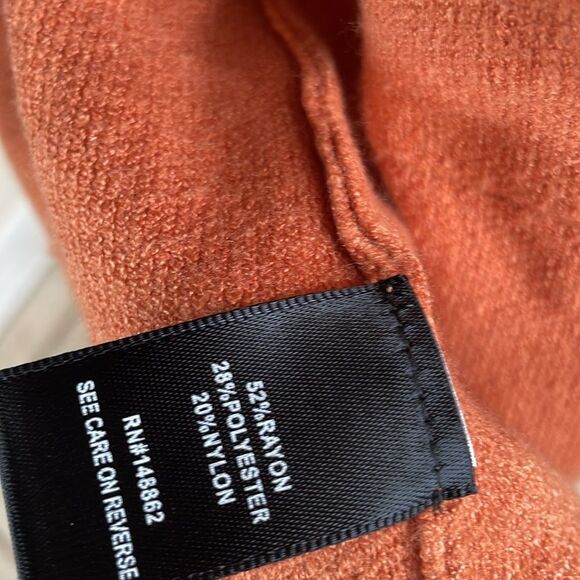 52%RAYON
28%POLYESTER
20%NYLON
RN#148862
SEE CARE ON REVERSE